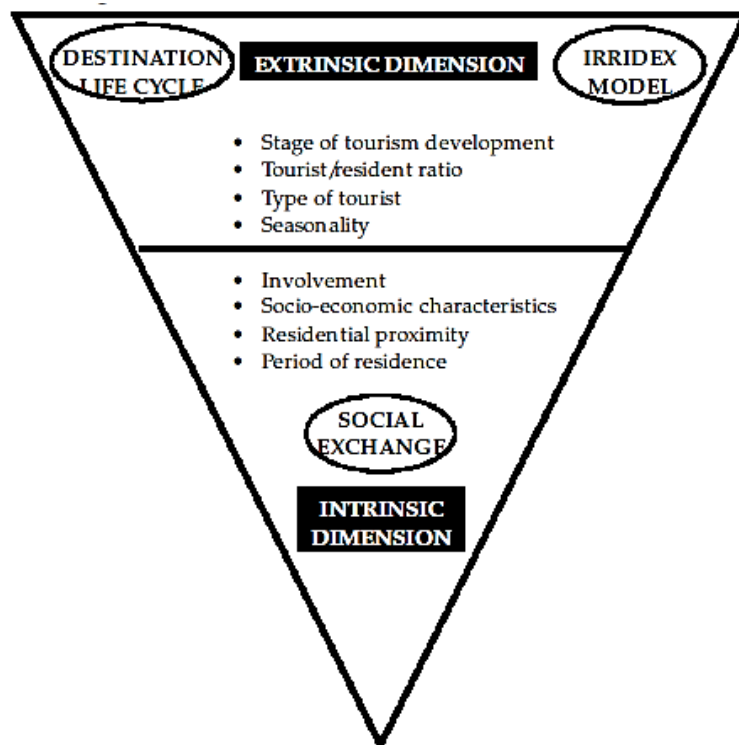 DESTINATION
LIFE CYCLE
EXTRINSIC DIMENSION
IRRIDEX
MODEL
• Stage of tourism development
• Tourist/resident ratio
• Type of tourist
• Seasonality
• Involvement
• Socio-economic characteristics
• Residential proximity
• Period of residence
SOCIAL
EXCHANGE
INTRINSIC
DIMENSION